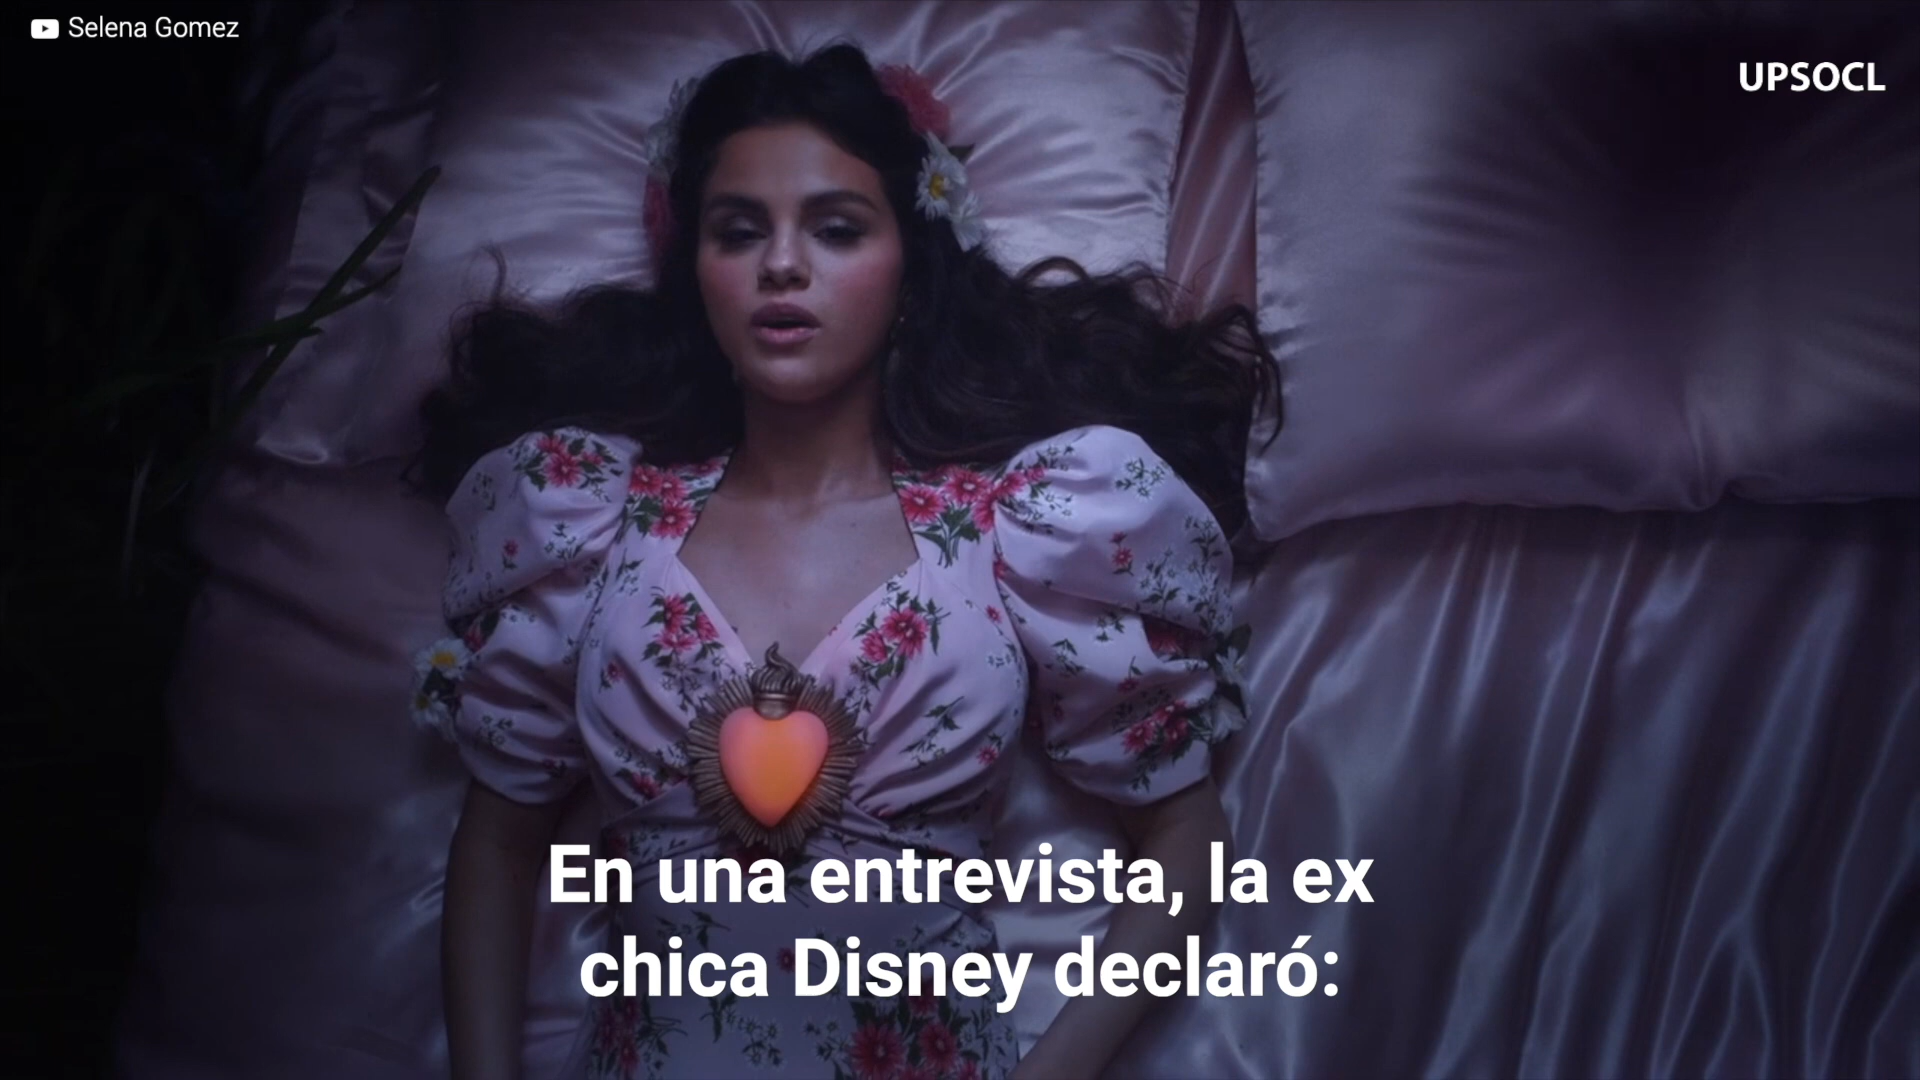 Selena Gomez
UPSOCL
En una entrevista, la ex
chica Disney declaró: